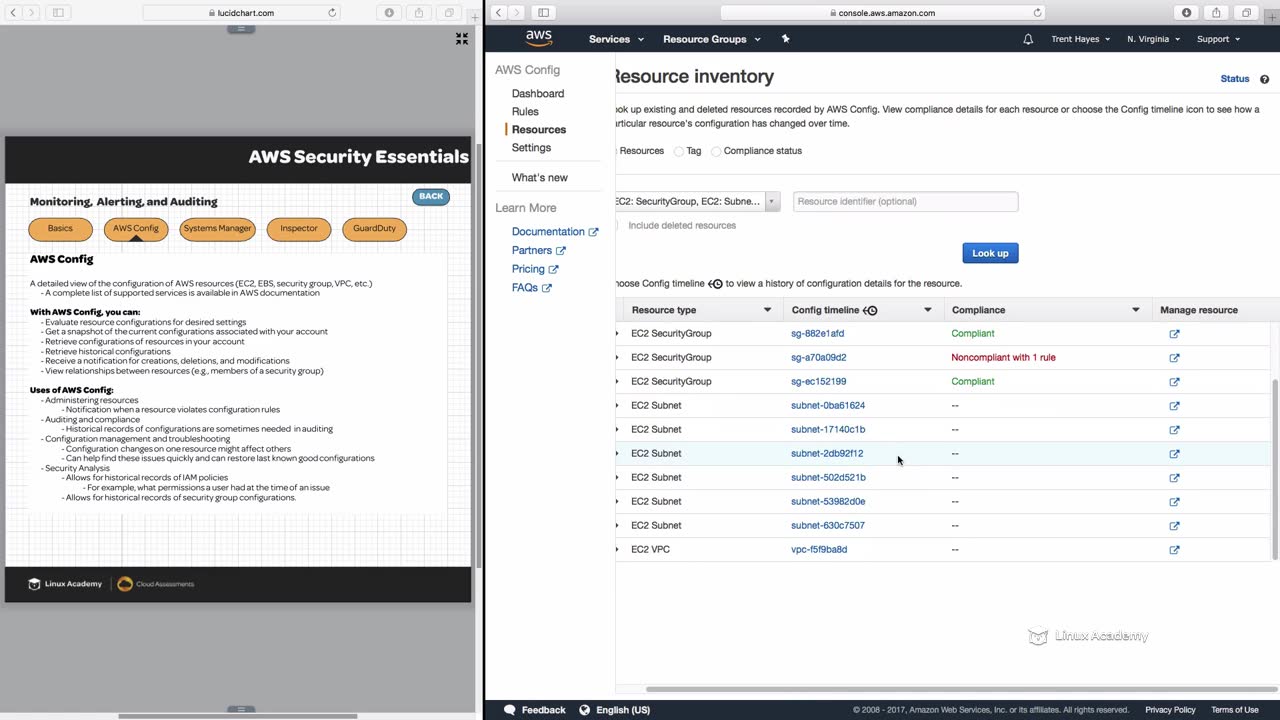 lucidchart.com
AWS Security Essentials
Monitoring, Alerting, and Auditing
BACK
Basics
AWS Config
Systems Manager
Inspector
GuardDuty
AWS Config
A detailed view of the configuration of AWS resources (EC2, EBS, security group, VPC, etc.)
- A complete list of supported services is available in AWS documentation
With AWS Config, you can:
- Evaluate resource configurations for desired settings
- Get a snapshot of the current configurations associated with your account
- Retrieve configurations of resources in your account
- Retrieve historical configurations
- Receive a notification for creations, deletions, and modifications
- View relationships between resources (e.g., members of a security group)
Uses of AWS Config:
- Administering resources
- Notification when a resource violates configuration rules
- Auditing and compliance
- Historical records of configurations are sometimes needed in auditing
- Configuration management and troubleshooting
- Configuration changes on one resource might affect others
- Can help find these issues quickly and can restore last known good configurations
- Security Analysis
- Allows for historical records of IAM policies
- For example, what permissions a user had at the time of an issue
- Allows for historical records of security group configurations.
Linux Academy
Cloud Assessments
console.aws.amazon.com
aws
Services
Resource Groups
Trent Hayes
N. Virginia
Support
AWS Config
Dashboard
Rules
Resources
Settings
What's new
Learn More
Documentation
Partners
Pricing
FAQs
Resource inventory
Status
ook up existing and deleted resources recorded by AWS Config. View compliance details for each resource or choose the Config timeline icon to see how a
articular resource's configuration has changed over time.
Resources
Tag
Compliance status
EC2: SecurityGroup, EC2: Subne...
Resource identifier (optional)
Include deleted resources
Look up
hoose Config timeline to view a history of configuration details for the resource.
Resource type Config timeline Compliance Manage resource
EC2 SecurityGroup sg-882e1afd Compliant
EC2 SecurityGroup sg-a70a09d2 Noncompliant with 1 rule
EC2 SecurityGroup sg-ec152199 Compliant
EC2 Subnet subnet-0ba61624 --
EC2 Subnet subnet-17140c1b --
EC2 Subnet subnet-2db92f12 --
EC2 Subnet subnet-502d521b --
EC2 Subnet subnet-53982d0e --
EC2 Subnet subnet-630c7507 --
EC2 VPC vpc-f5f9ba8d --
Linux Academy
Feedback
English (US)
© 2008 - 2017, Amazon Web Services, Inc. or its affiliates. All rights reserved.
Privacy Policy
Terms of Use